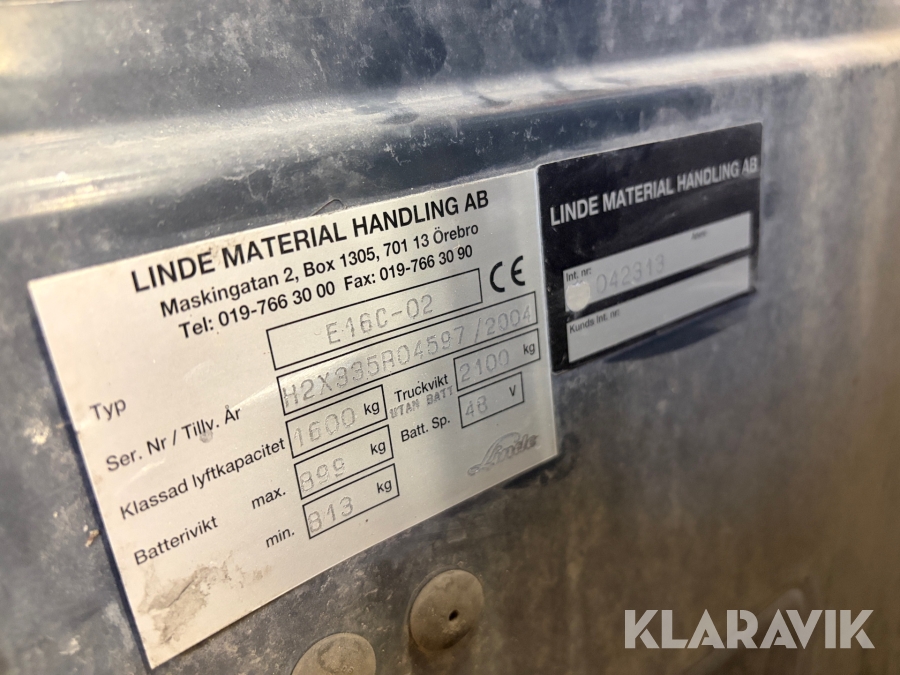 LINDE MATERIAL HANDLING AB
Maskingatan 2, Box 1305, 701 13 Örebro
Tel: 019-766 30 00 Fax: 019-766 30 90
CE
Typ E16C-02
Ser. Nr / Tillv. År H2X335R04597/2004
Klassad lyftkapacitet 1600 kg Truckvikt 2100 kg
UTAN BATT
Batterivikt max. 899 kg Batt. Sp. 48 V
min. 813 kg
Linde
LINDE MATERIAL HANDLING AB
Int. nr:
042313
Kunds Int. nr:
KLARAVIK